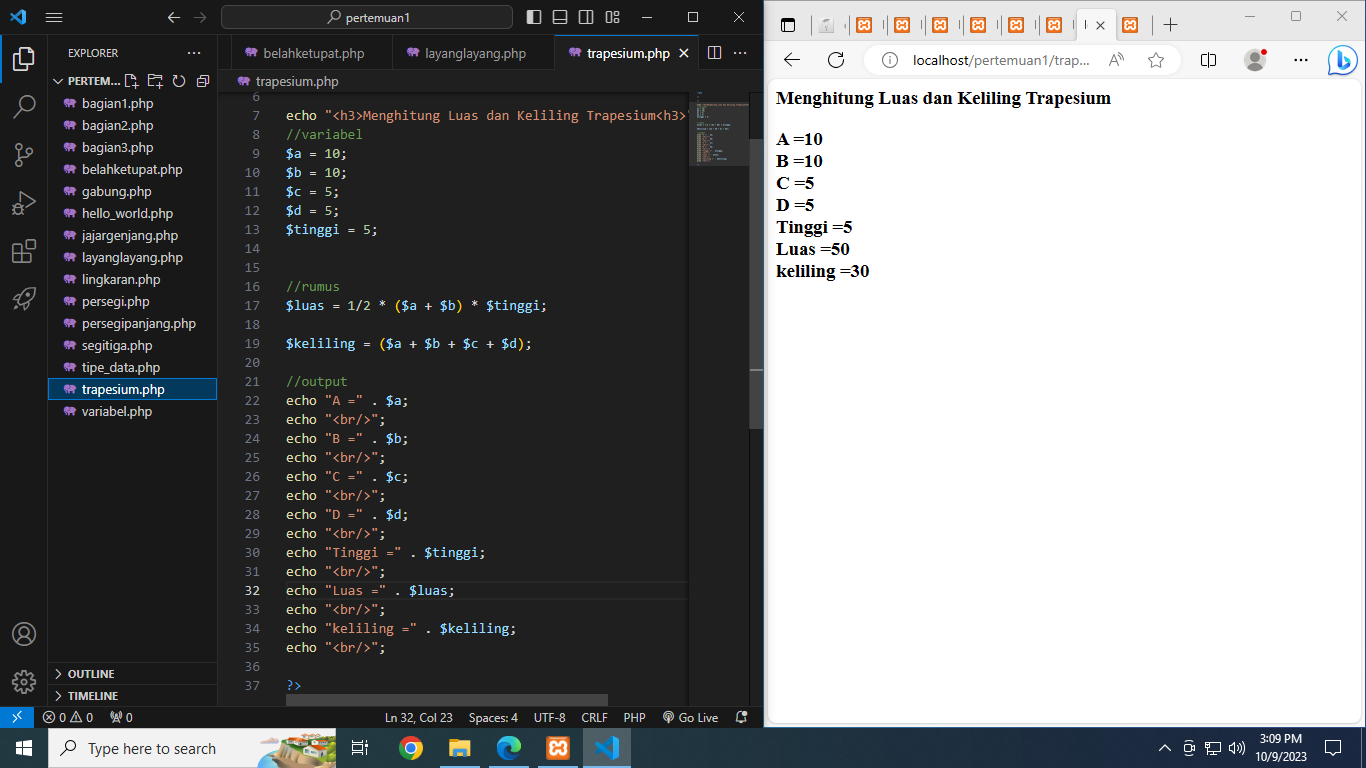 pertemuan1
EXPLORER
PERTEM...
bagian1.php
bagian2.php
bagian3.php
belahketupat.php
gabung.php
hello_world.php
jajargenjang.php
layanglayang.php
lingkaran.php
persegi.php
persegipanjang.php
segitiga.php
tipe_data.php
trapesium.php
variabel.php
OUTLINE
TIMELINE
belahketupat.php layanglayang.php trapesium.php
trapesium.php
6
7 echo "<h3>Menghitung Luas dan Keliling Trapesium<h3>"
8 //variabel
9 $a = 10;
10 $b = 10;
11 $c = 5;
12 $d = 5;
13 $tinggi = 5;
14
15
16 //rumus
17 $luas = 1/2 * ($a + $b) * $tinggi;
18
19 $keliling = ($a + $b + $c + $d);
20
21 //output
22 echo "A =" . $a;
23 echo "<br/>";
24 echo "B =" . $b;
25 echo "<br/>";
26 echo "C =" . $c;
27 echo "<br/>";
28 echo "D =" . $d;
29 echo "<br/>";
30 echo "Tinggi =" . $tinggi;
31 echo "<br/>";
32 echo "Luas =" . $luas;
33 echo "<br/>";
34 echo "keliling =" . $keliling;
35 echo "<br/>";
36
37 ?>
0 0 0 Ln 32, Col 23 Spaces: 4 UTF-8 CRLF PHP Go Live
localhost/pertemuan1/trap...
Menghitung Luas dan Keliling Trapesium
A =10
B =10
C =5
D =5
Tinggi =5
Luas =50
keliling =30
Type here to search
3:09 PM
10/9/2023